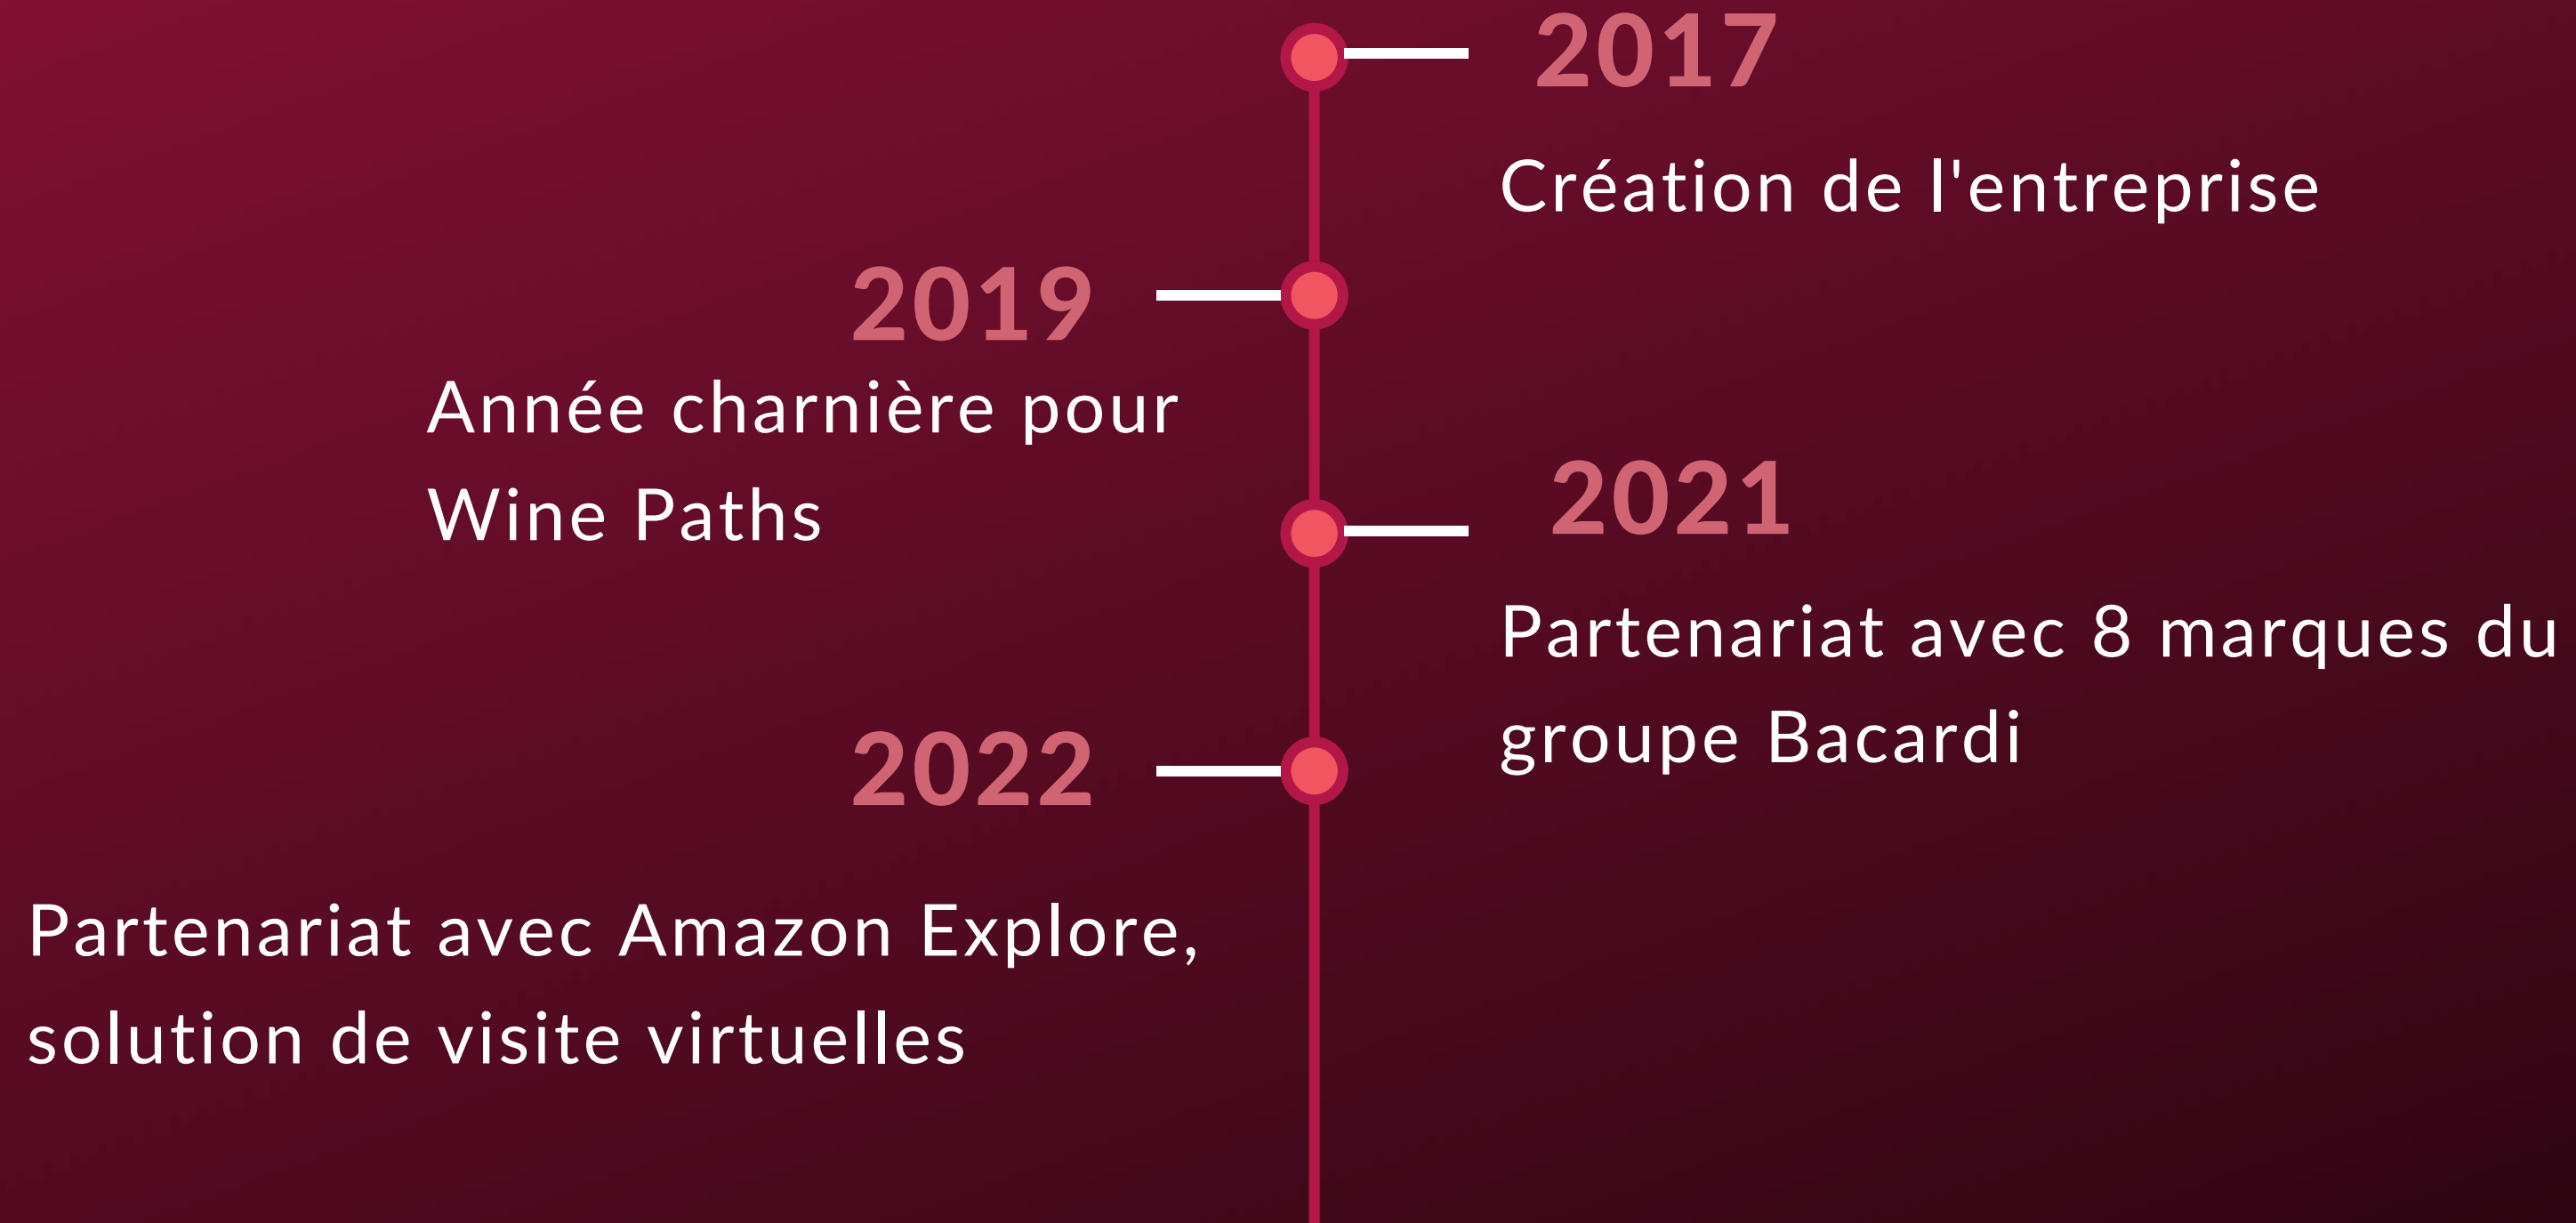 2017
Création de l'entreprise
2019
Année charnière pour
Wine Paths
2021
Partenariat avec 8 marques du
groupe Bacardi
2022
Partenariat avec Amazon Explore,
solution de visite virtuelles